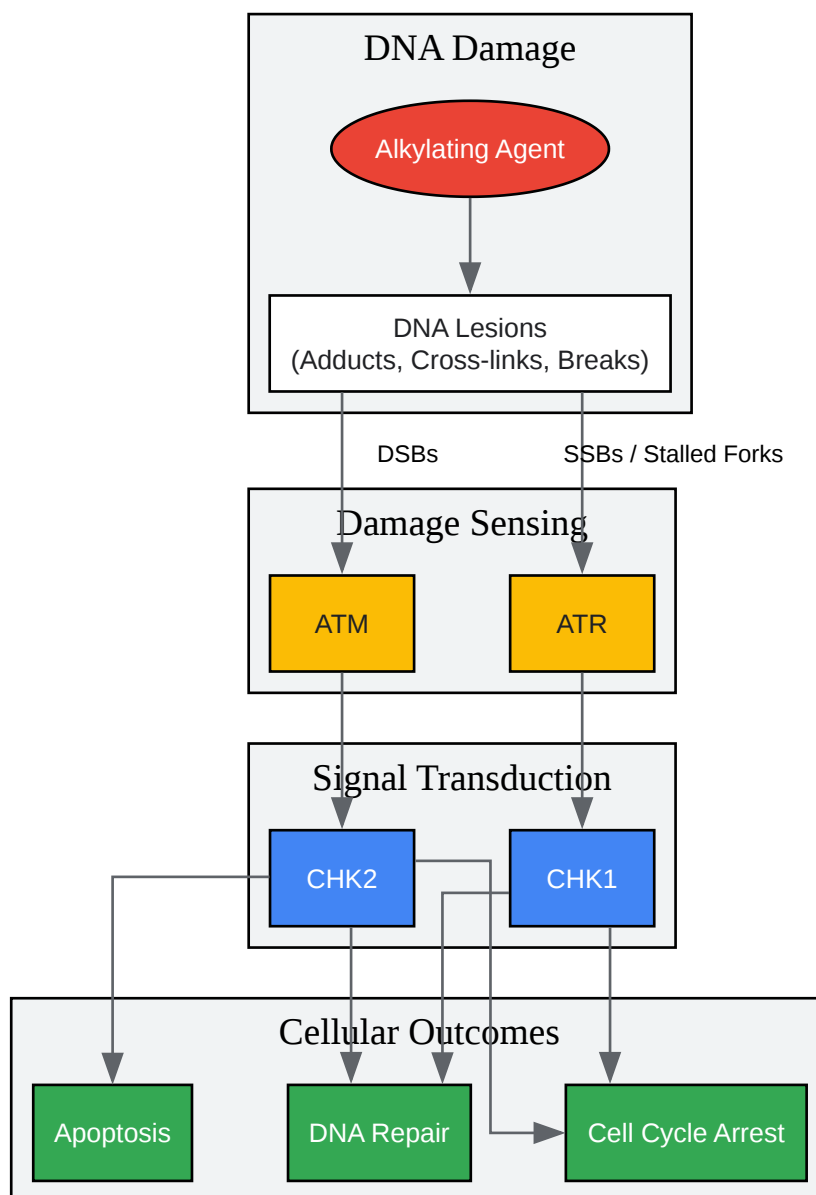 DNA Damage
Alkylating Agent
DNA Lesions
(Adducts, Cross-links, Breaks)
DSBs
SSBs / Stalled Forks
Damage Sensing
ATM
ATR
Signal Transduction
CHK2
CHK1
Cellular Outcomes
Apoptosis
DNA Repair
Cell Cycle Arrest